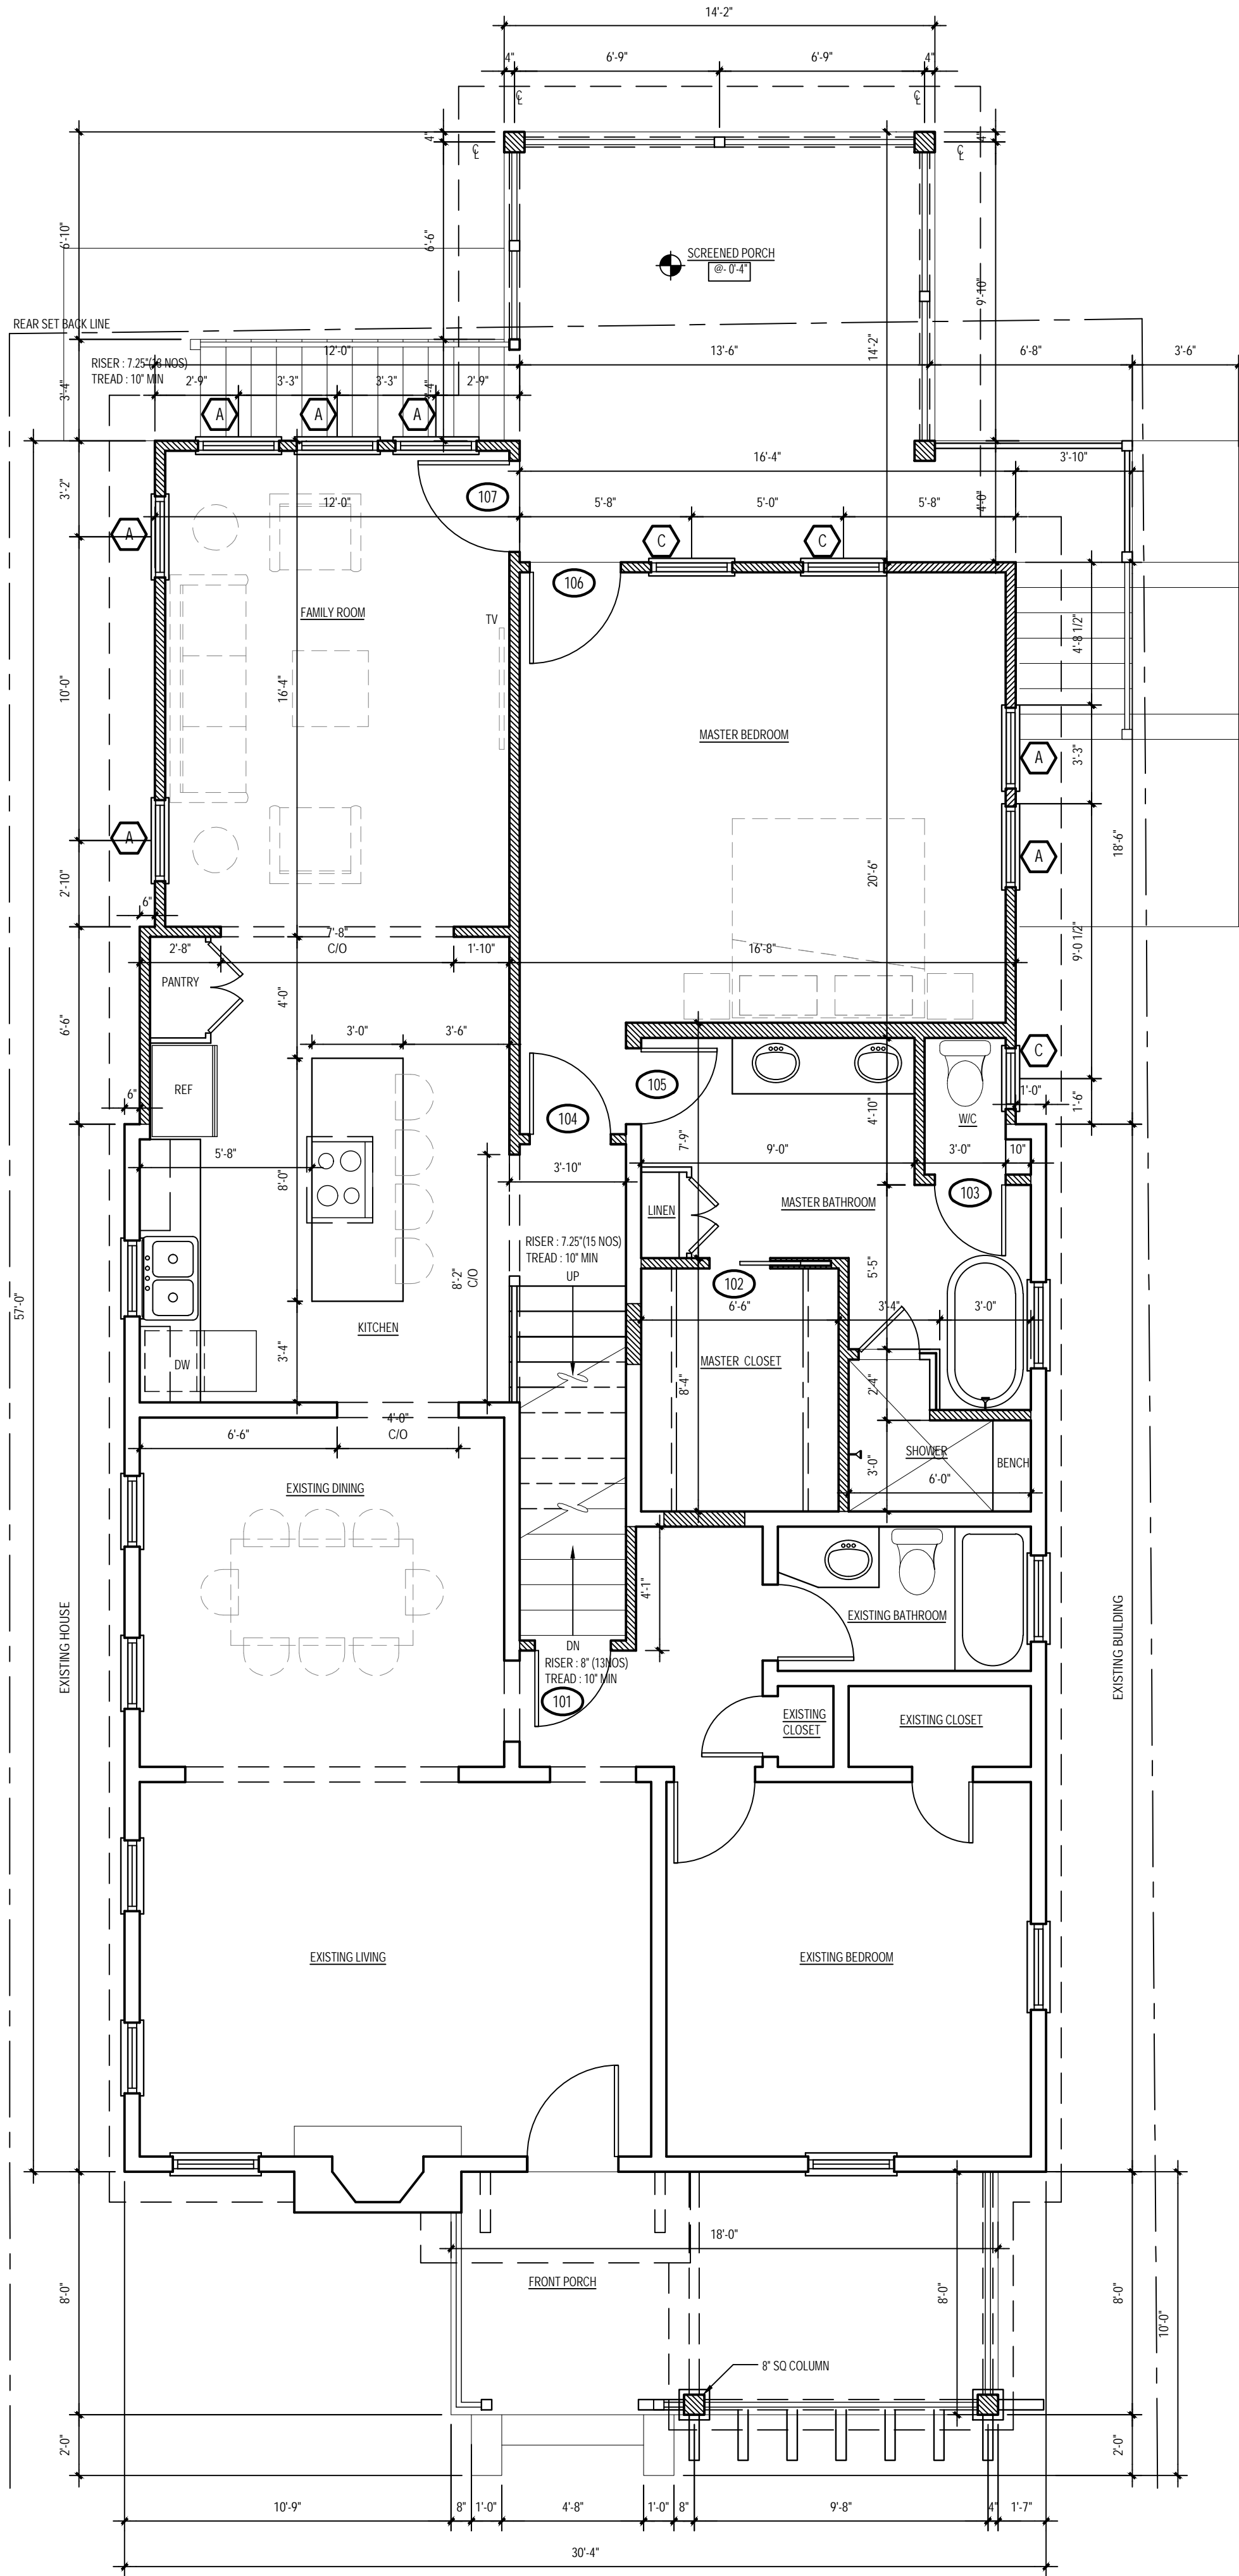 14'-2"
4" 6'-9" 6'-9" 4"
℄ ℄
4" ℄ ℄ 4"
6'-10" 6'-6"
SCREENED PORCH
@- 0'-4"
9'-10"
REAR SET BACK LINE
12'-0" 13'-6" 14'-2" 6'-8" 3'-6"
RISER : 7.25"(18 NOS)
TREAD : 10" MIN
3'-4" 2'-9" 3'-3" 3'-3" 3'-4" 2'-9"
A A A
16'-4" 3'-10"
3'-2" 107
12'-0" 5'-8" 5'-0" 5'-8" 4'-0"
A C C
106
FAMILY ROOM
TV
4'-8 1/2"
10'-0" 16'-4"
MASTER BEDROOM
A 3'-3"
A A 18'-6"
2'-10" 20'-6"
6"
7'-8"
C/O
2'-8" 1'-10" 16'-8" 9'-0 1/2"
PANTRY
4'-0"
6'-6"
3'-0" 3'-6"
C
REF 105 1'-0"
6" 104 4'-10" W/C 1'-6"
7'-9"
5'-8" 8'-0" 3'-10" 9'-0" 3'-0" 10"
103
LINEN MASTER BATHROOM
RISER : 7.25"(15 NOS)
TREAD : 10" MIN
UP
8'-2"
C/O
5'-5"
102
57'-0"
6'-6" 3'-4" 3'-0"
KITCHEN
3'-4"
DW MASTER CLOSET
8'-4" 2'-4"
4'-0"
C/O
6'-6"
SHOWER
BENCH
3'-0" 6'-0"
EXISTING DINING
4'-1"
EXISTING BATHROOM
EXISTING HOUSE
EXISTING BUILDING
DN
RISER : 8" (13NOS)
TREAD : 10" MIN
101
EXISTING
CLOSET
EXISTING CLOSET
EXISTING LIVING
EXISTING BEDROOM
18'-0"
FRONT PORCH
8'-0" 8'-0" 8'-0" 10'-0"
8" SQ COLUMN
2'-0" 2'-0"
10'-9" 8" 1'-0" 4'-8" 1'-0" 8" 9'-8" 4" 1'-7"
30'-4"